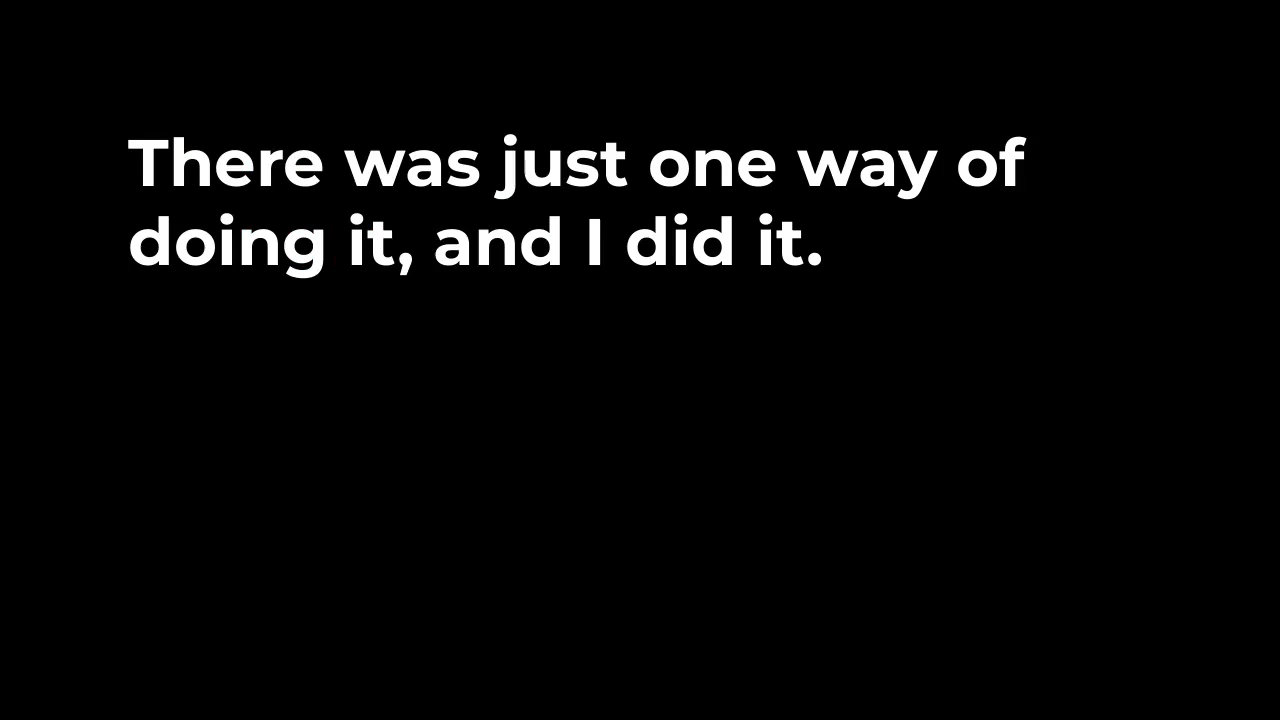 There was just one way of
doing it, and I did it.